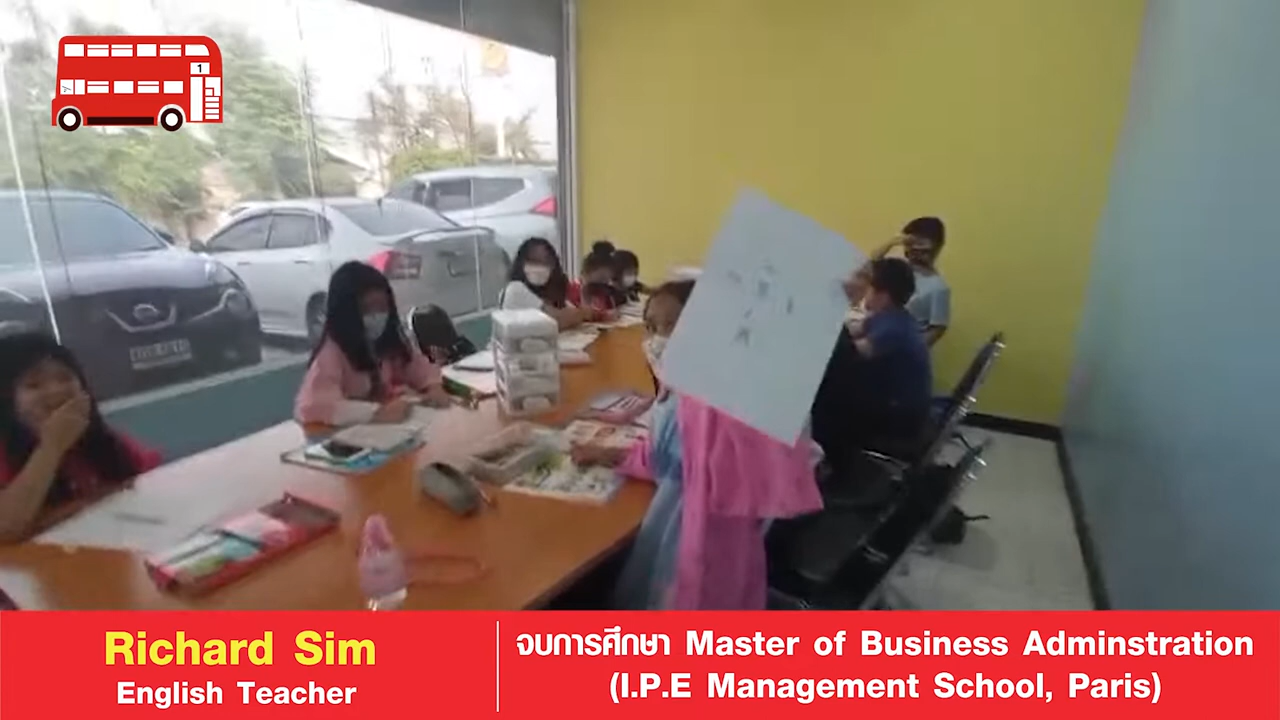 1
Richard Sim
English Teacher
จบการศึกษา Master of Business Adminstration
(I.P.E Management School, Paris)